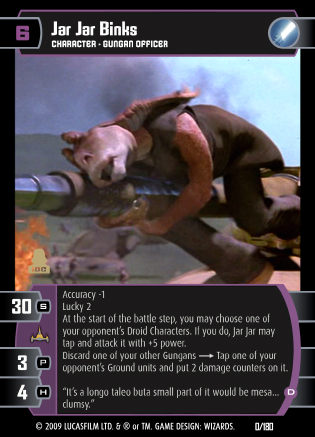 6
Jar Jar Binks
CHARACTER - GUNGAN OFFICER
30 S
Accuracy -1
Lucky 2
At the start of the battle step, you may choose one of
your opponent's Droid Characters. If you do, Jar Jar may
tap and attack it with +5 power.
3 P
Discard one of your other Gungans → Tap one of your
opponent's Ground units and put 2 damage counters on it.
4 H
"It's a longo taleo buta small part of it would be mesa...
clumsy."
D
© 2009 LUCASFILM LTD. & ® or TM. GAME DESIGN: WIZARDS.
0/180